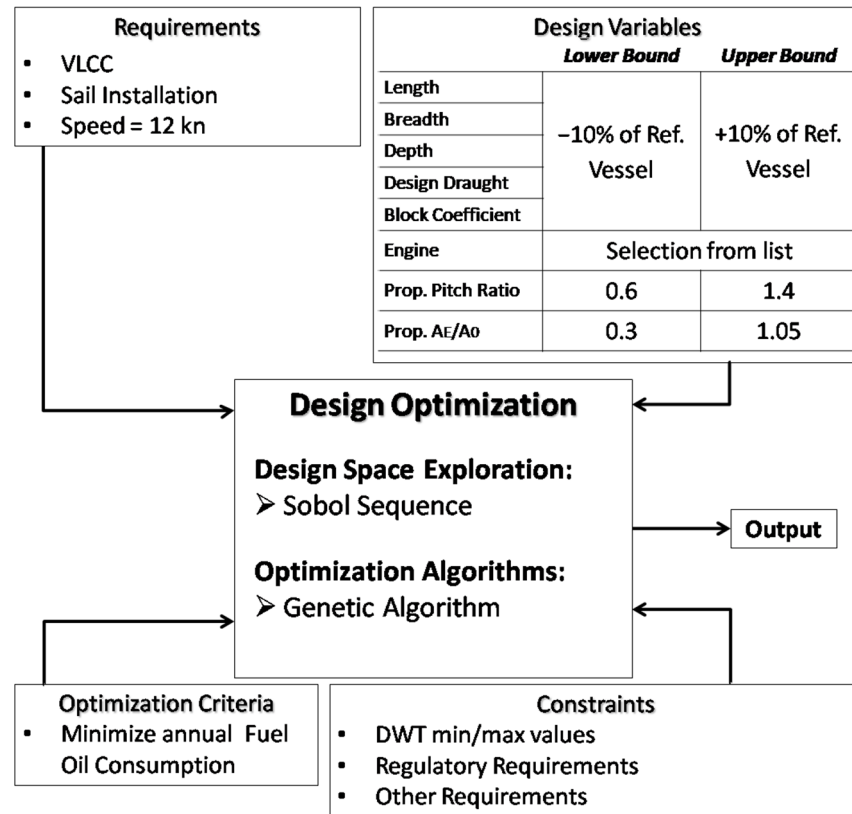 Requirements
▪ VLCC
▪ Sail Installation
▪ Speed = 12 kn
Design Variables
Lower Bound Upper Bound
Length
Breadth
Depth
Design Draught
Block Coefficient
−10% of Ref.
Vessel
+10% of Ref.
Vessel
Engine Selection from list
Prop. Pitch Ratio 0.6 1.4
Prop. AE/A0 0.3 1.05
Design Optimization
Design Space Exploration:
➢ Sobol Sequence
Optimization Algorithms:
➢ Genetic Algorithm
Output
Optimization Criteria
▪ Minimize annual Fuel
Oil Consumption
Constraints
▪ DWT min/max values
▪ Regulatory Requirements
▪ Other Requirements